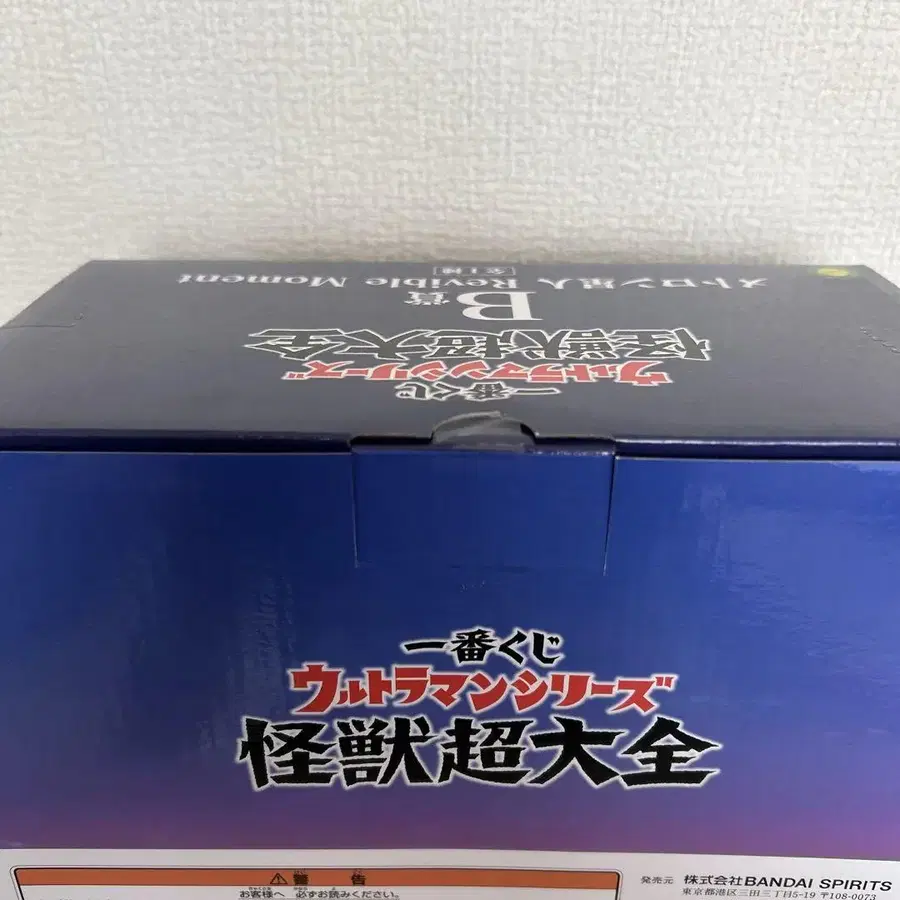 一番くじ
ウルトラマンシリーズ
怪獣超大全
B賞
メトロン星人 Revible Moment
全1種
一番くじ
ウルトラマンシリーズ
怪獣超大全
⚠警告
お客様へ 必ずお読みください。
発売元 株式会社BANDAI SPIRITS
東京都港区三田三丁目5-19 〒108-0073